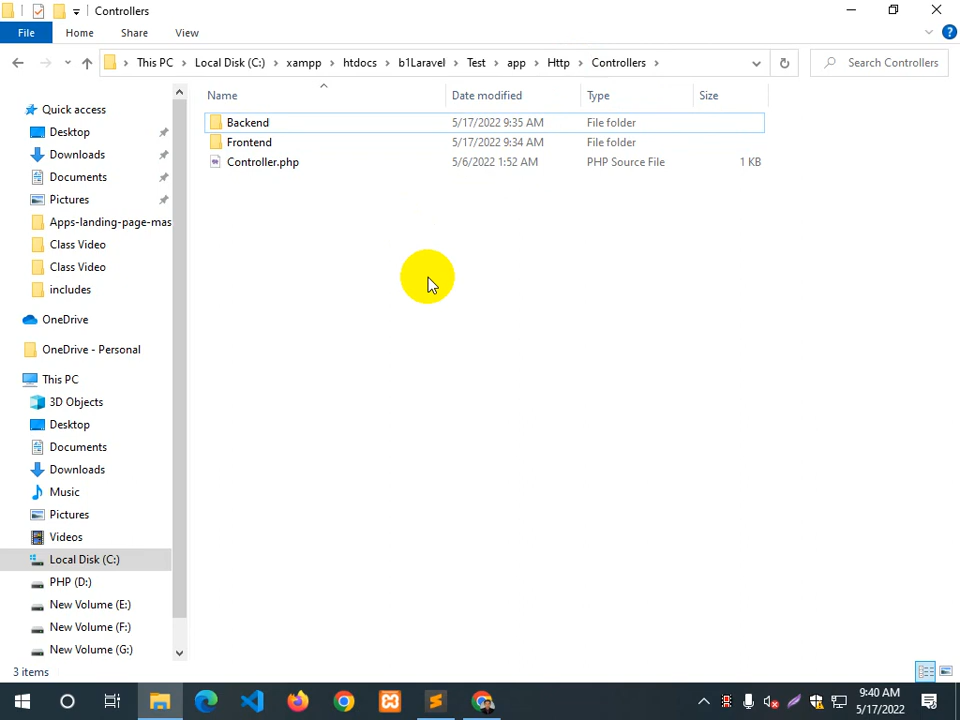 Controllers
File Home Share View
This PC Local Disk (C:) xampp htdocs b1Laravel Test app Http Controllers
Search Controllers
Name Date modified Type Size
Backend 5/17/2022 9:35 AM File folder
Frontend 5/17/2022 9:34 AM File folder
Controller.php 5/6/2022 1:52 AM PHP Source File 1 KB
Quick access
Desktop
Downloads
Documents
Pictures
Apps-landing-page-mas
Class Video
Class Video
includes
OneDrive
OneDrive - Personal
This PC
3D Objects
Desktop
Documents
Downloads
Music
Pictures
Videos
Local Disk (C:)
PHP (D:)
New Volume (E:)
New Volume (F:)
New Volume (G:)
3 items
9:40 AM
5/17/2022